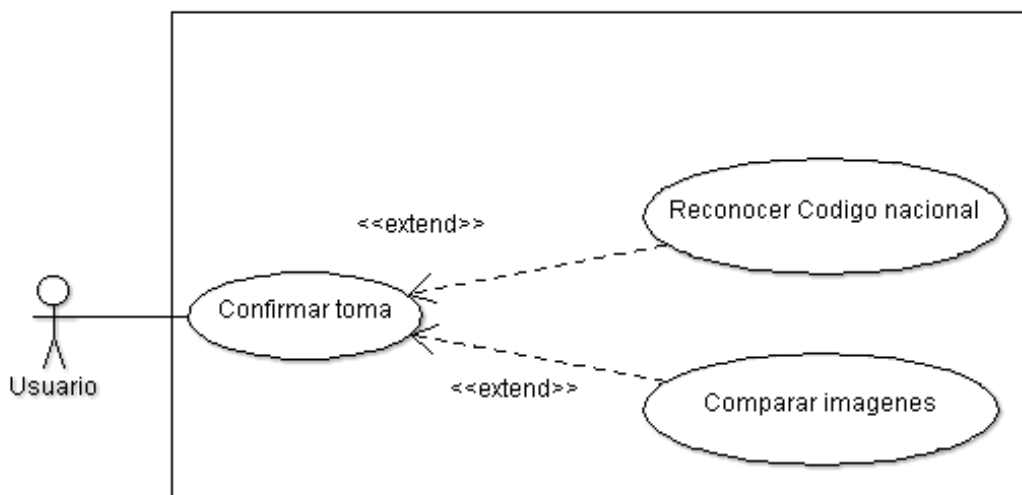 Reconocer Codigo nacional
<<extend>>
Confirmar toma
Usuario
<<extend>>
Comparar imagenes